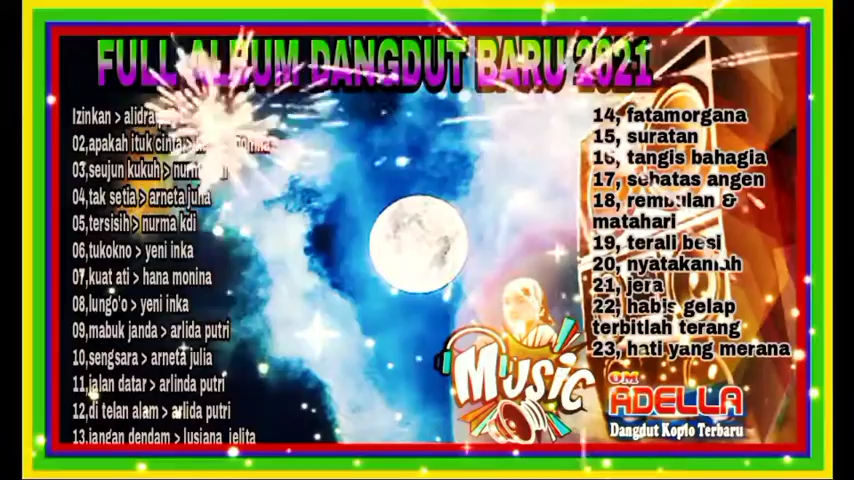 FULL ALBUM DANGDUT BARU 2021
Izinkan > alidra
02,apakah ituk cinta >
03,seujun kukuh > nurma
04,tak setia > arneta julia
05,tersisih > nurma kdi
06,tukokno > yeni inka
07,kuat ati > hana monina
08,lungo'o > yeni inka
09,mabuk janda > arlida putri
10,sengsara > arneta julia
11,jalan datar > arlinda putri
12,di telan alam > arlida putri
13,jangan dendam > lusiana jelita
14, fatamorgana
15, suratan
16, tangis bahagia
17, sebatas angen
18, rembulan &
matahari
19, terali besi
20, nyatakanlah
21, jera
22, habis gelap
terbitlah terang
23, hati yang merana
MUSIC
OM
ADELLA
Dangdut Koplo Terbaru